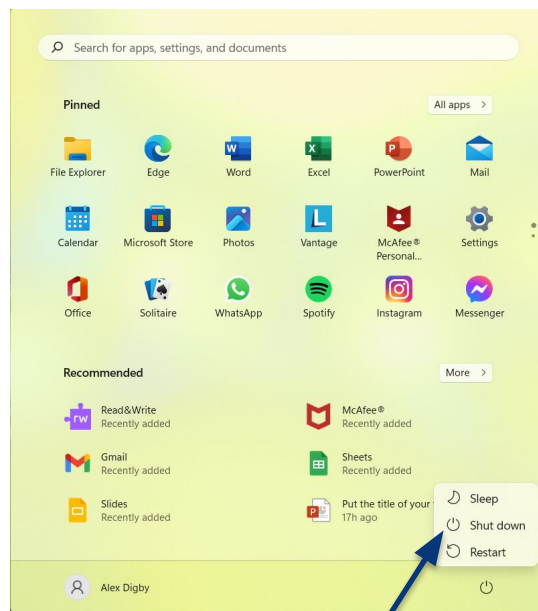 Search for apps, settings, and documents
Pinned
All apps >
File Explorer
Edge
Word
Excel
PowerPoint
Mail
Calendar
Microsoft Store
Photos
Vantage
McAfee®
Personal...
Settings
Office
Solitaire
WhatsApp
Spotify
Instagram
Messenger
Recommended
More >
Read&Write
Recently added
McAfee®
Recently added
Gmail
Recently added
Sheets
Recently added
Slides
Recently added
Put the title of your
17h ago
Sleep
Shut down
Restart
Alex Digby